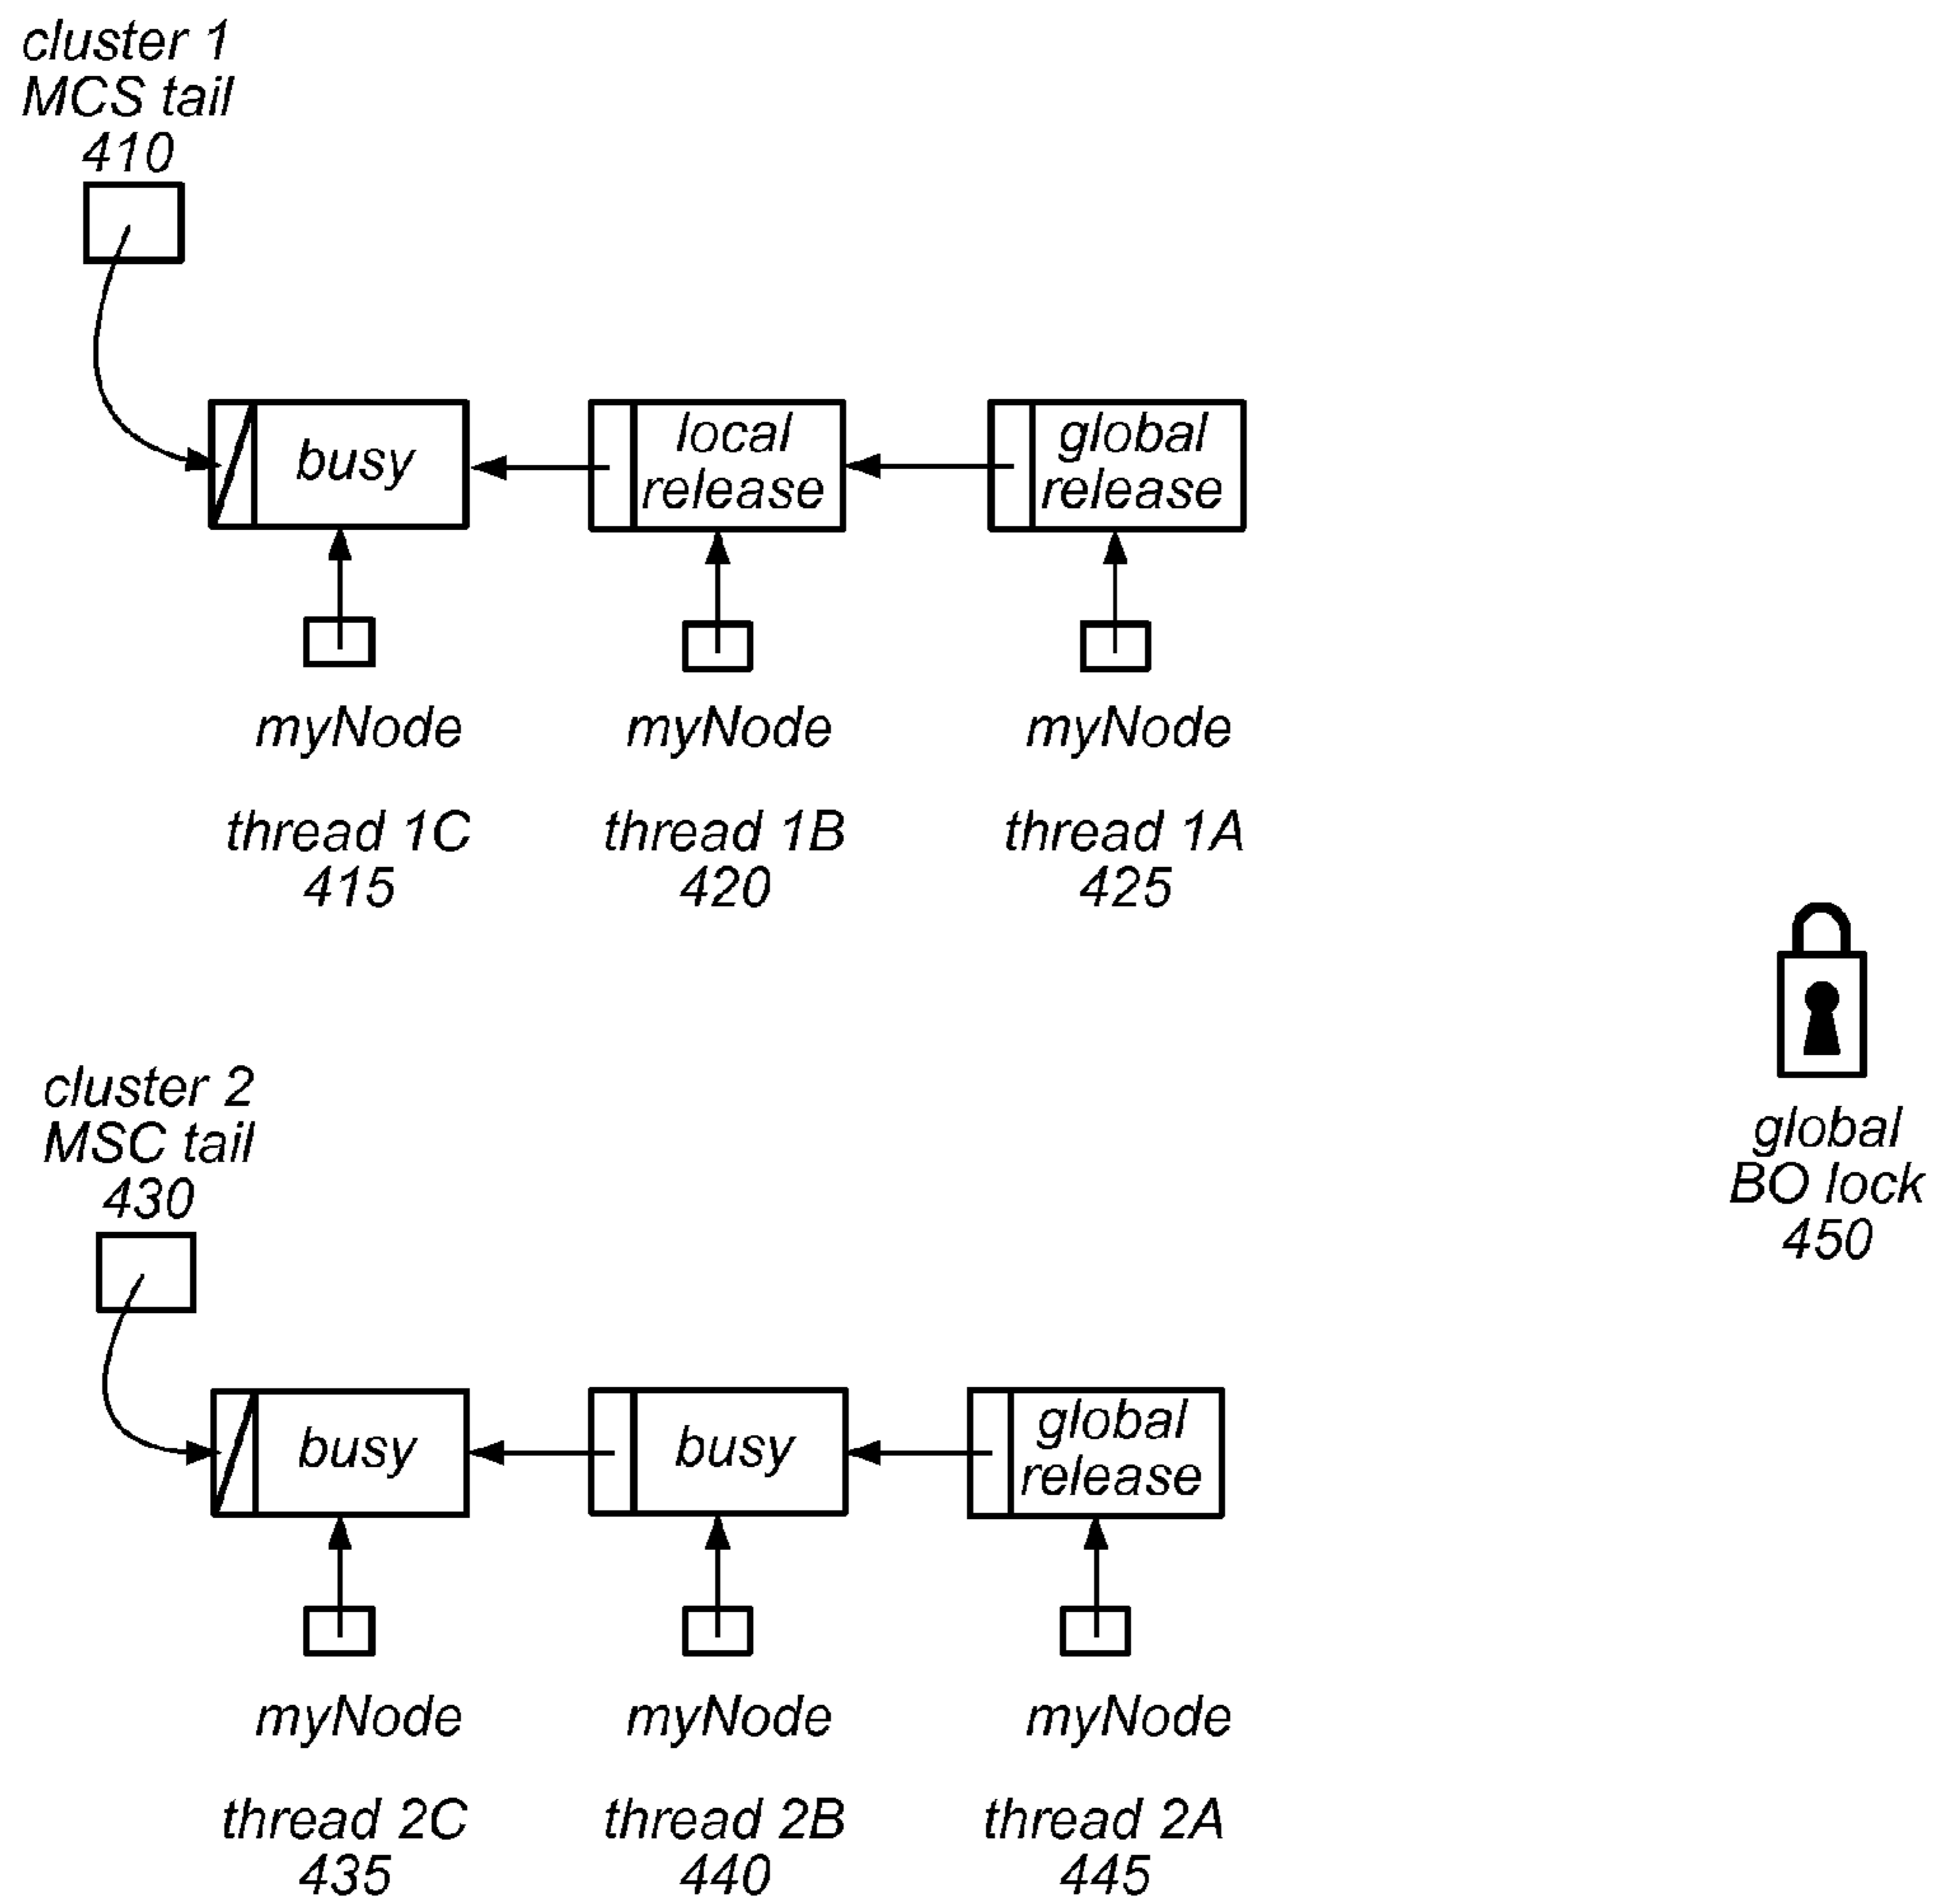 cluster 1
MCS tail
410
busy
local
release
global
release
myNode
myNode
myNode
thread 1C
415
thread 1B
420
thread 1A
425
global
BO lock
450
cluster 2
MSC tail
430
busy
busy
global
release
myNode
myNode
myNode
thread 2C
435
thread 2B
440
thread 2A
445